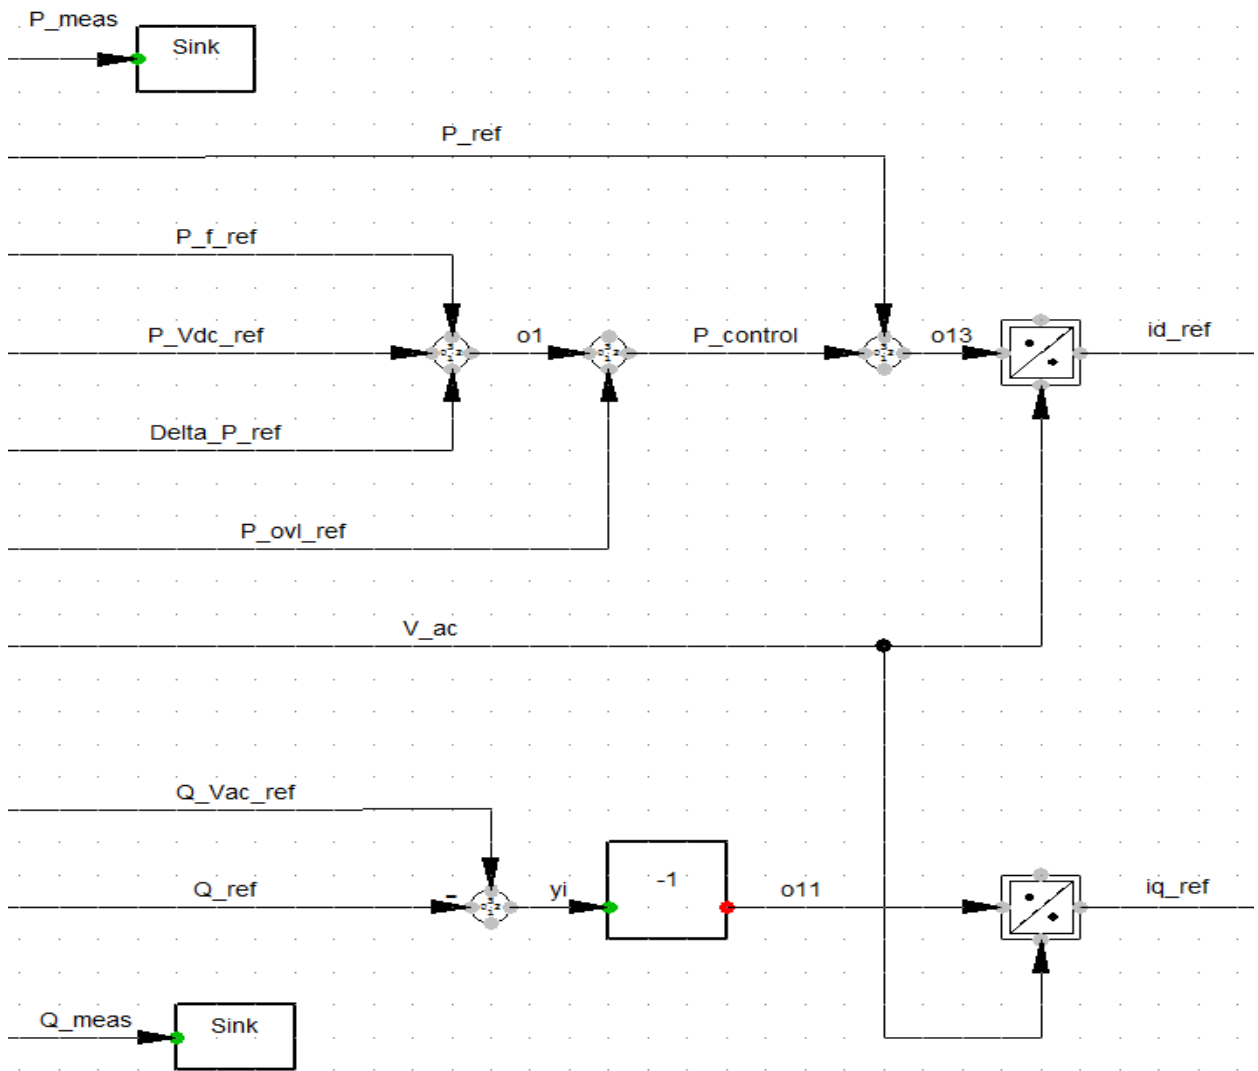 P_meas
Sink
P_ref
P_f_ref
P_Vdc_ref
o1
P_control
o13
id_ref
Delta_P_ref
P_ovl_ref
V_ac
Q_Vac_ref
Q_ref
-
yi
-1
o11
iq_ref
Q_meas
Sink